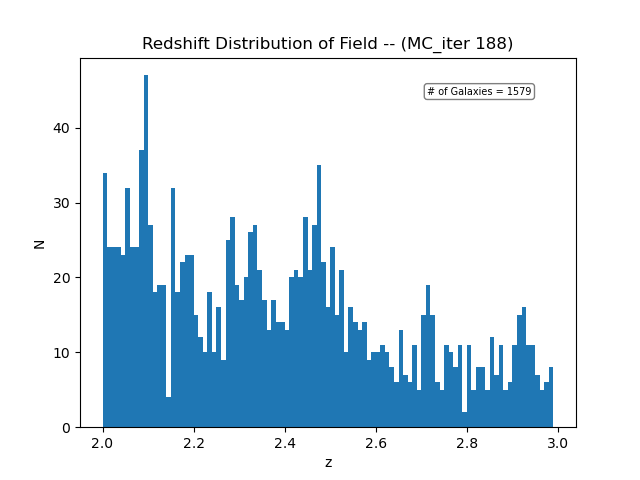 Redshift Distribution of Field -- (MC_iter 188)
# of Galaxies = 1579
40
30
20
10
0
N
2.0 2.2 2.4 2.6 2.8 3.0
z